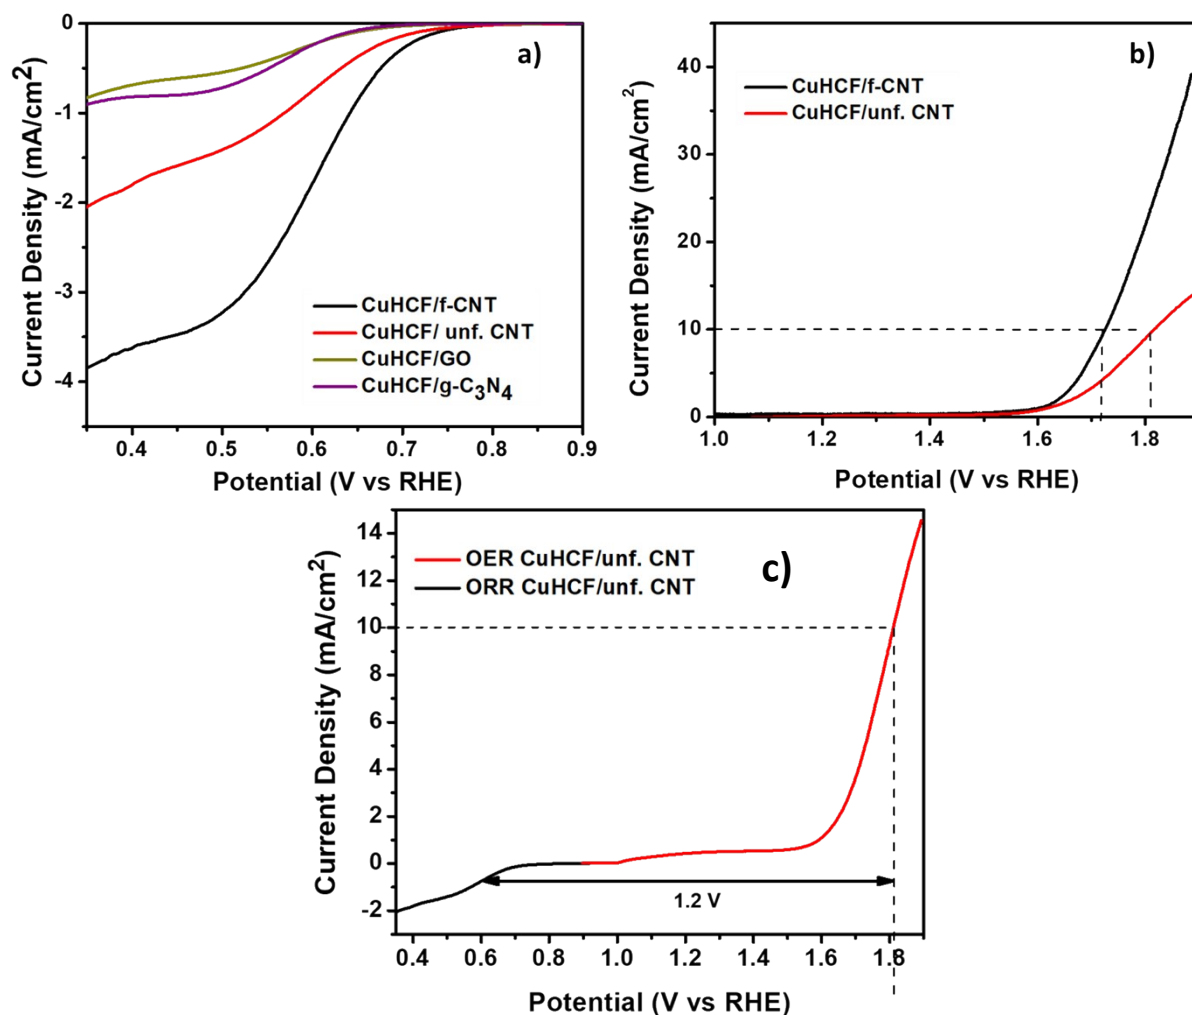 a)
Current Density (mA/cm²)
0
-1
-2
-3
-4
CuHCF/f-CNT
CuHCF/ unf. CNT
CuHCF/GO
CuHCF/g-C₃N₄
0.4 0.5 0.6 0.7 0.8 0.9
Potential (V vs RHE)
b)
Current Density (mA/cm²)
40
30
20
10
0
CuHCF/f-CNT
CuHCF/unf. CNT
1.0 1.2 1.4 1.6 1.8
Potential (V vs RHE)
c)
Current Density (mA/cm²)
14
12
10
8
6
4
2
0
-2
OER CuHCF/unf. CNT
ORR CuHCF/unf. CNT
1.2 V
0.4 0.6 0.8 1.0 1.2 1.4 1.6 1.8
Potential (V vs RHE)